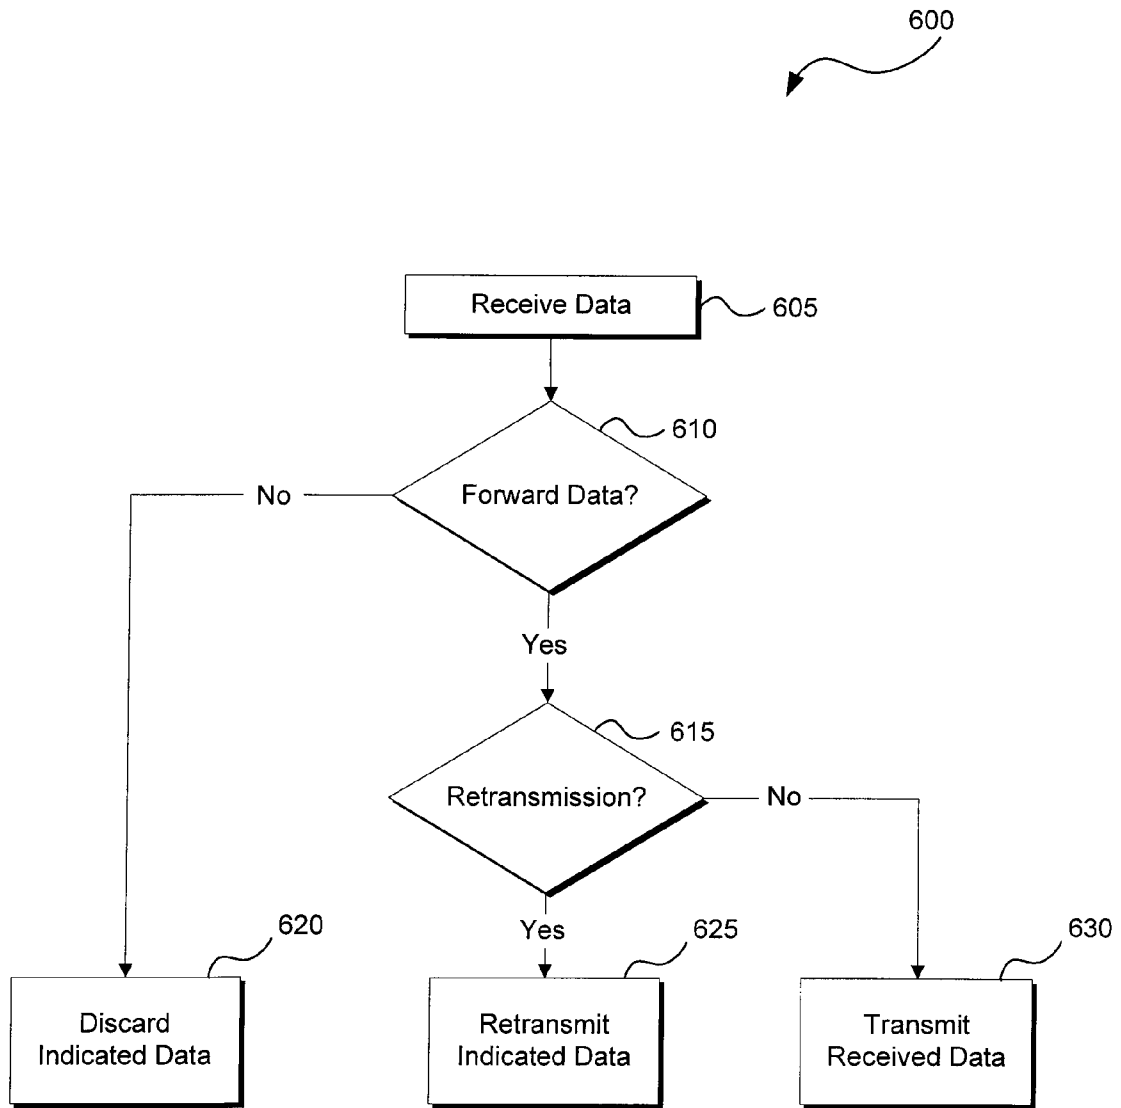 600
Receive Data
605
610
Forward Data?
No
Yes
615
Retransmission?
No
Yes
620
625
630
Discard
Indicated Data
Retransmit
Indicated Data
Transmit
Received Data